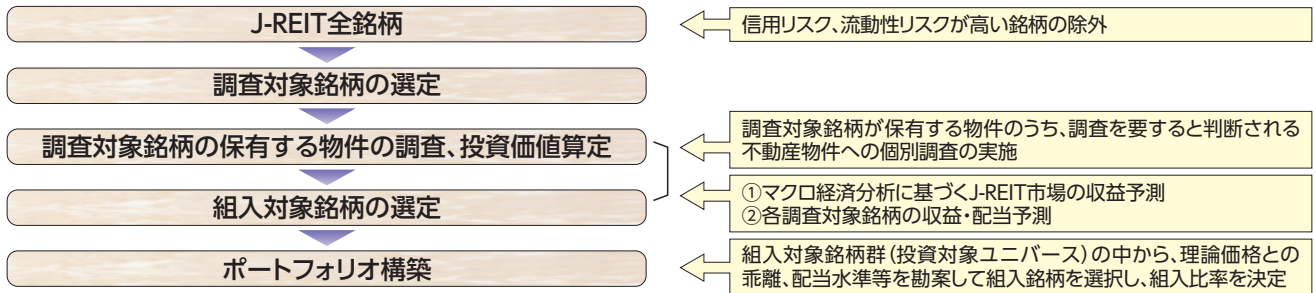 J-REIT全銘柄
信用リスク、流動性リスクが高い銘柄の除外
調査対象銘柄の選定
調査対象銘柄の保有する物件の調査、投資価値算定
調査対象銘柄が保有する物件のうち、調査を要すると判断される
不動産物件への個別調査の実施
組入対象銘柄の選定
①マクロ経済分析に基づくJ-REIT市場の収益予測
②各調査対象銘柄の収益・配当予測
ポートフォリオ構築
組入対象銘柄群(投資対象ユニバース)の中から、理論価格との
乖離、配当水準等を勘案して組入銘柄を選択し、組入比率を決定